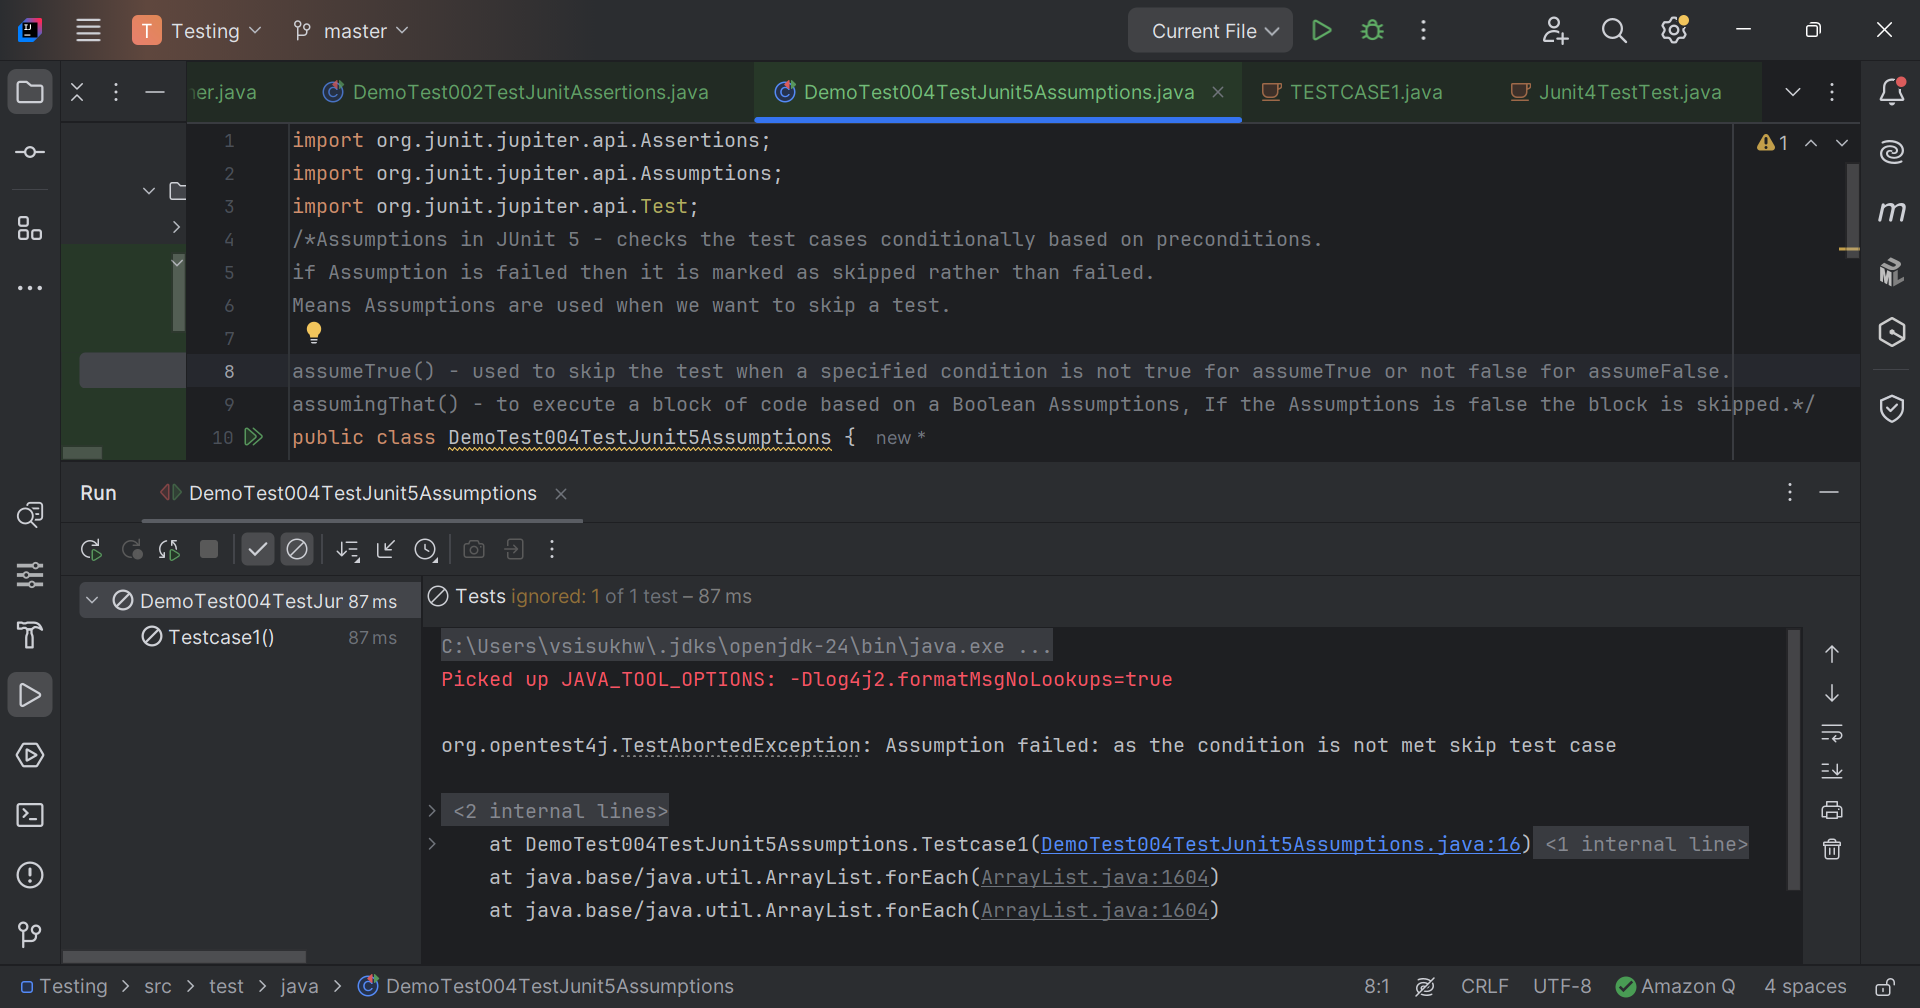 T Testing master Current File
ner.java DemoTest002TestJunitAssertions.java DemoTest004TestJunit5Assumptions.java TESTCASE1.java Junit4TestTest.java
1 import org.junit.jupiter.api.Assertions; 1
2 import org.junit.jupiter.api.Assumptions;
3 import org.junit.jupiter.api.Test;
4 /*Assumptions in JUnit 5 - checks the test cases conditionally based on preconditions.
5 if Assumption is failed then it is marked as skipped rather than failed.
6 Means Assumptions are used when we want to skip a test.
7
8 assumeTrue() - used to skip the test when a specified condition is not true for assumeTrue or not false for assumeFalse.
9 assumingThat() - to execute a block of code based on a Boolean Assumptions, If the Assumptions is false the block is skipped.*/
10 public class DemoTest004TestJunit5Assumptions { new *
Run DemoTest004TestJunit5Assumptions
DemoTest004TestJur 87 ms
Testcase1() 87 ms
Tests ignored: 1 of 1 test – 87 ms
C:\Users\vsisukhw\.jdks\openjdk-24\bin\java.exe ...
Picked up JAVA_TOOL_OPTIONS: -Dlog4j2.formatMsgNoLookups=true
org.opentest4j.TestAbortedException: Assumption failed: as the condition is not met skip test case
<2 internal lines>
at DemoTest004TestJunit5Assumptions.Testcase1(DemoTest004TestJunit5Assumptions.java:16) <1 internal line>
at java.base/java.util.ArrayList.forEach(ArrayList.java:1604)
at java.base/java.util.ArrayList.forEach(ArrayList.java:1604)
Testing > src > test > java > DemoTest004TestJunit5Assumptions 8:1 CRLF UTF-8 Amazon Q 4 spaces